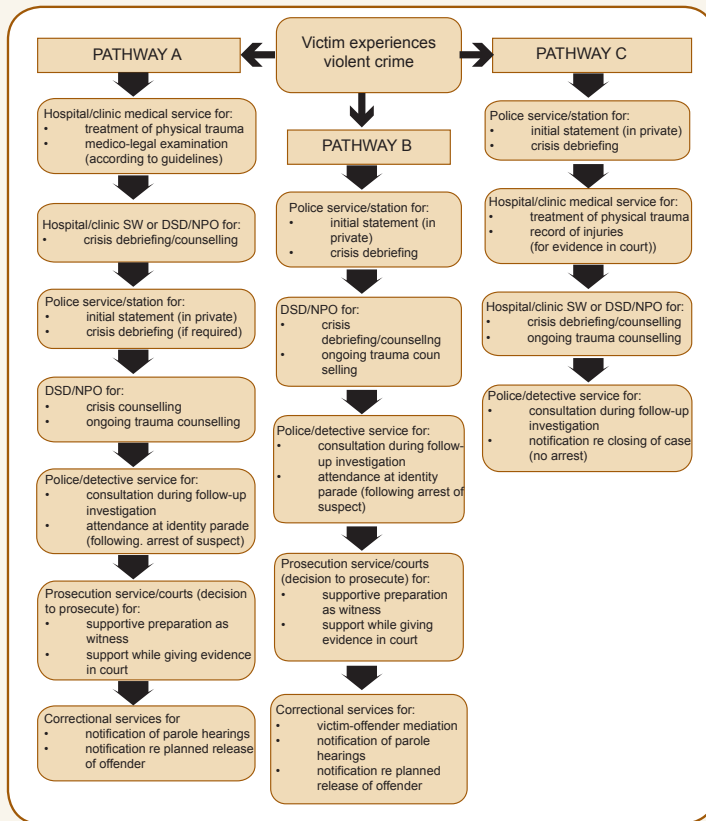 Victim experiences
violent crime
PATHWAY A
Hospital/clinic medical service for:
• treatment of physical trauma
• medico-legal examination
(according to guidelines)
Hospital/clinic SW or DSD/NPO for:
• crisis debriefing/counselling
Police service/station for:
• initial statement (in private)
• crisis debriefing (if required)
DSD/NPO for:
• crisis counselling
• ongoing trauma counselling
Police/detective service for:
• consultation during follow-up
investigation
• attendance at identity parade
(following. arrest of suspect)
Prosecution service/courts (decision
to prosecute) for:
• supportive preparation as
witness
• support while giving evidence
in court
Correctional services for
• notification of parole hearings
• notification re planned release
of offender
PATHWAY B
Police service/station for:
• initial statement (in
private)
• crisis debriefing
DSD/NPO for:
• crisis
debriefing/counsellng
• ongoing trauma coun
selling
Police/detective service for:
• consultation during follow-
up investigation
• attendance at identity
parade (following arrest of
suspect)
Prosecution service/courts
(decision to prosecute) for:
• supportive preparation
as witness
• support while giving
evidence in court
Correctional services for:
• victim-offender mediation
• notification of parole
hearings
• notification re planned
release of offender
PATHWAY C
Police service/station for:
• initial statement (in private)
• crisis debriefing
Hospital/clinic medical service for:
• treatment of physical trauma
• record of injuries
(for evidence in court))
Hospital/clinic SW or DSD/NPO for:
• crisis debriefing/counselling
• ongoing trauma counselling
Police/detective service for:
• consultation during follow-up
investigation
• notification re closing of case
(no arrest)